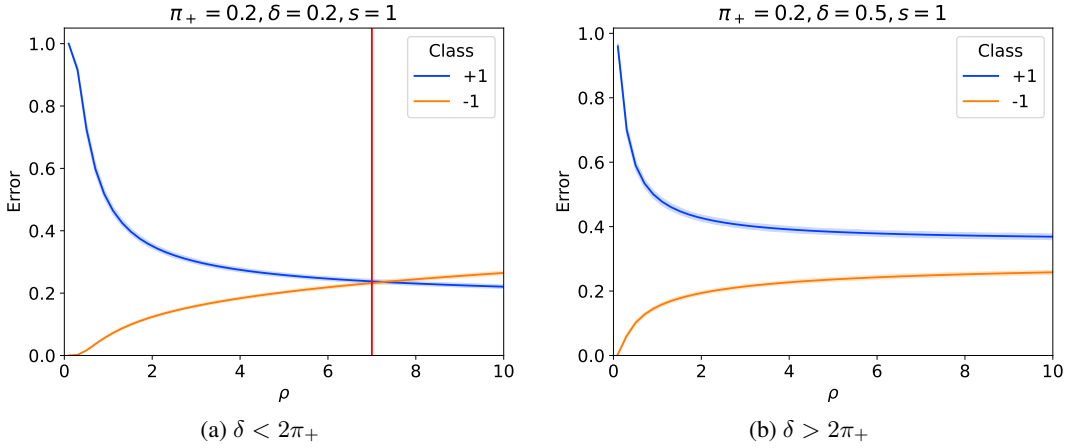 π₊ = 0.2, δ = 0.2, s = 1
Class
+1
-1
Error
1.0
0.8
0.6
0.4
0.2
0.0
0 2 4 6 8 10
ρ
(a) δ < 2π₊
π₊ = 0.2, δ = 0.5, s = 1
Class
+1
-1
Error
1.0
0.8
0.6
0.4
0.2
0.0
0 2 4 6 8 10
ρ
(b) δ > 2π₊